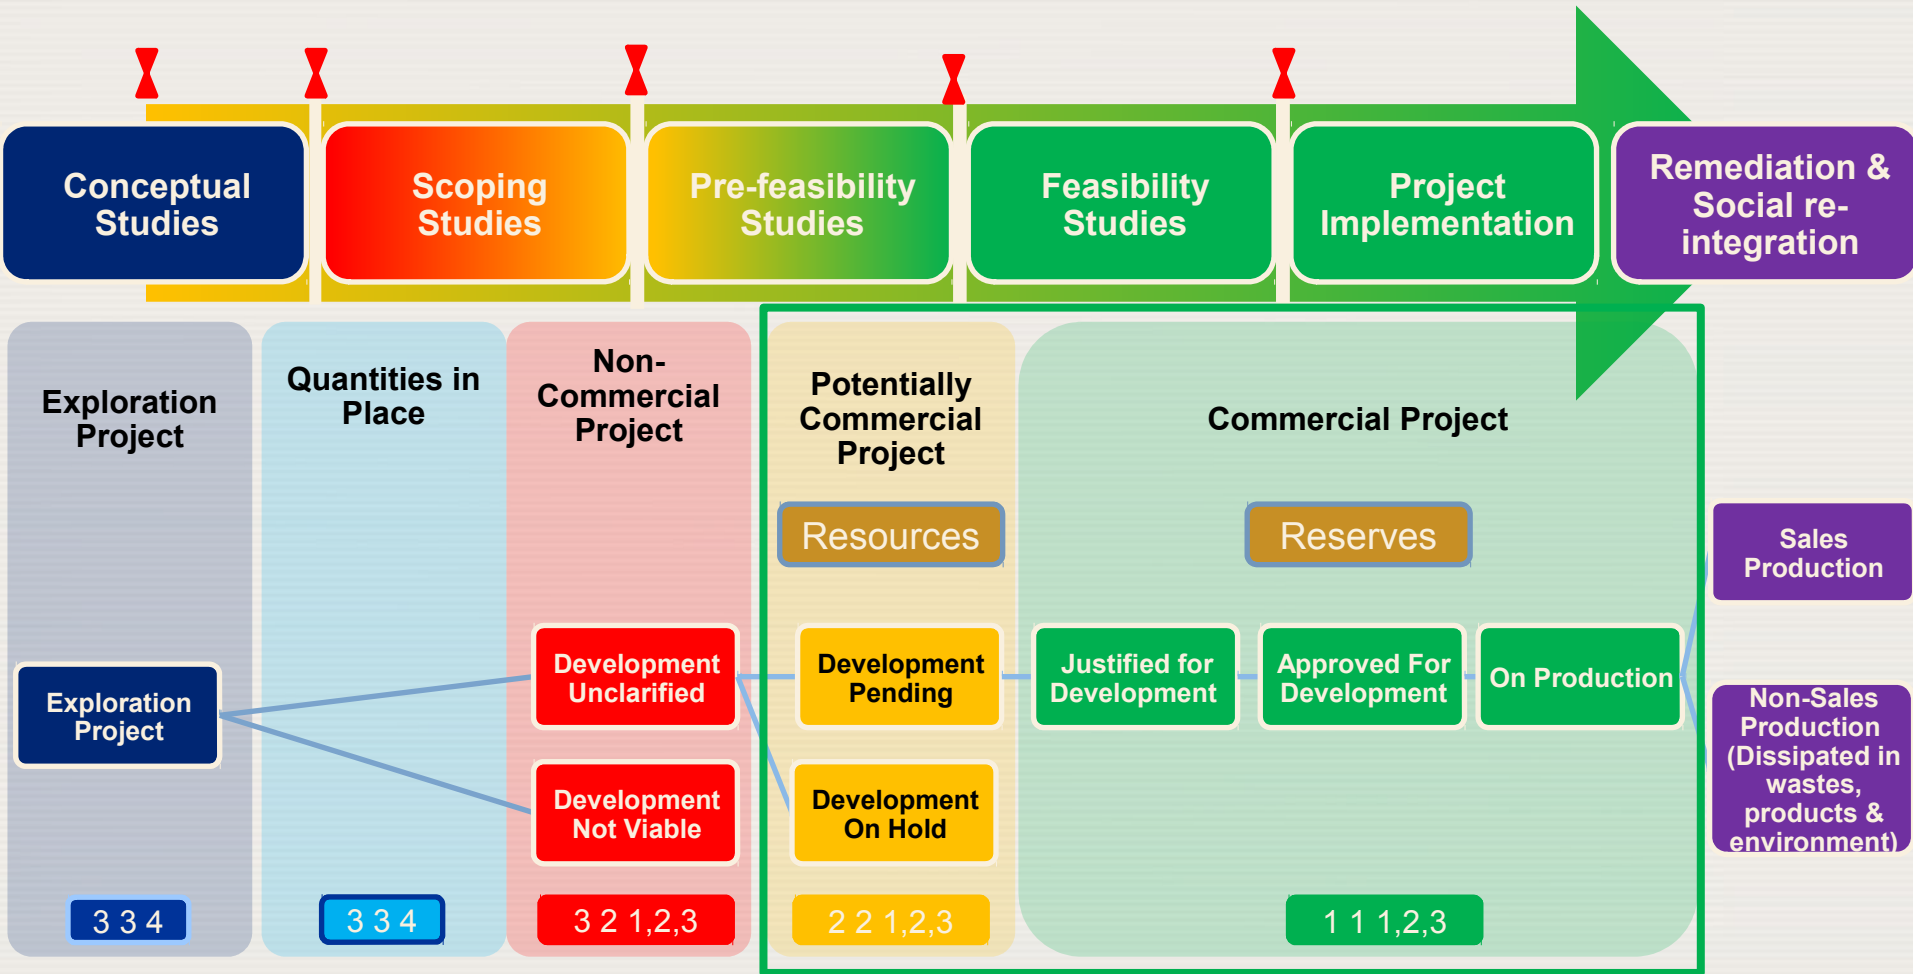 Conceptual
Studies
Scoping
Studies
Pre-feasibility
Studies
Feasibility
Studies
Project
Implementation
Remediation &
Social re-
integration
Exploration
Project
Quantities in
Place
Non-
Commercial
Project
Potentially
Commercial
Project
Commercial Project
Resources
Reserves
Exploration
Project
Development
Unclarified
Development
Not Viable
Development
Pending
Development
On Hold
Justified for
Development
Approved For
Development
On Production
Sales
Production
Non-Sales
Production
(Dissipated in
wastes,
products &
environment)
3 3 4
3 3 4
3 2 1,2,3
2 2 1,2,3
1 1 1,2,3